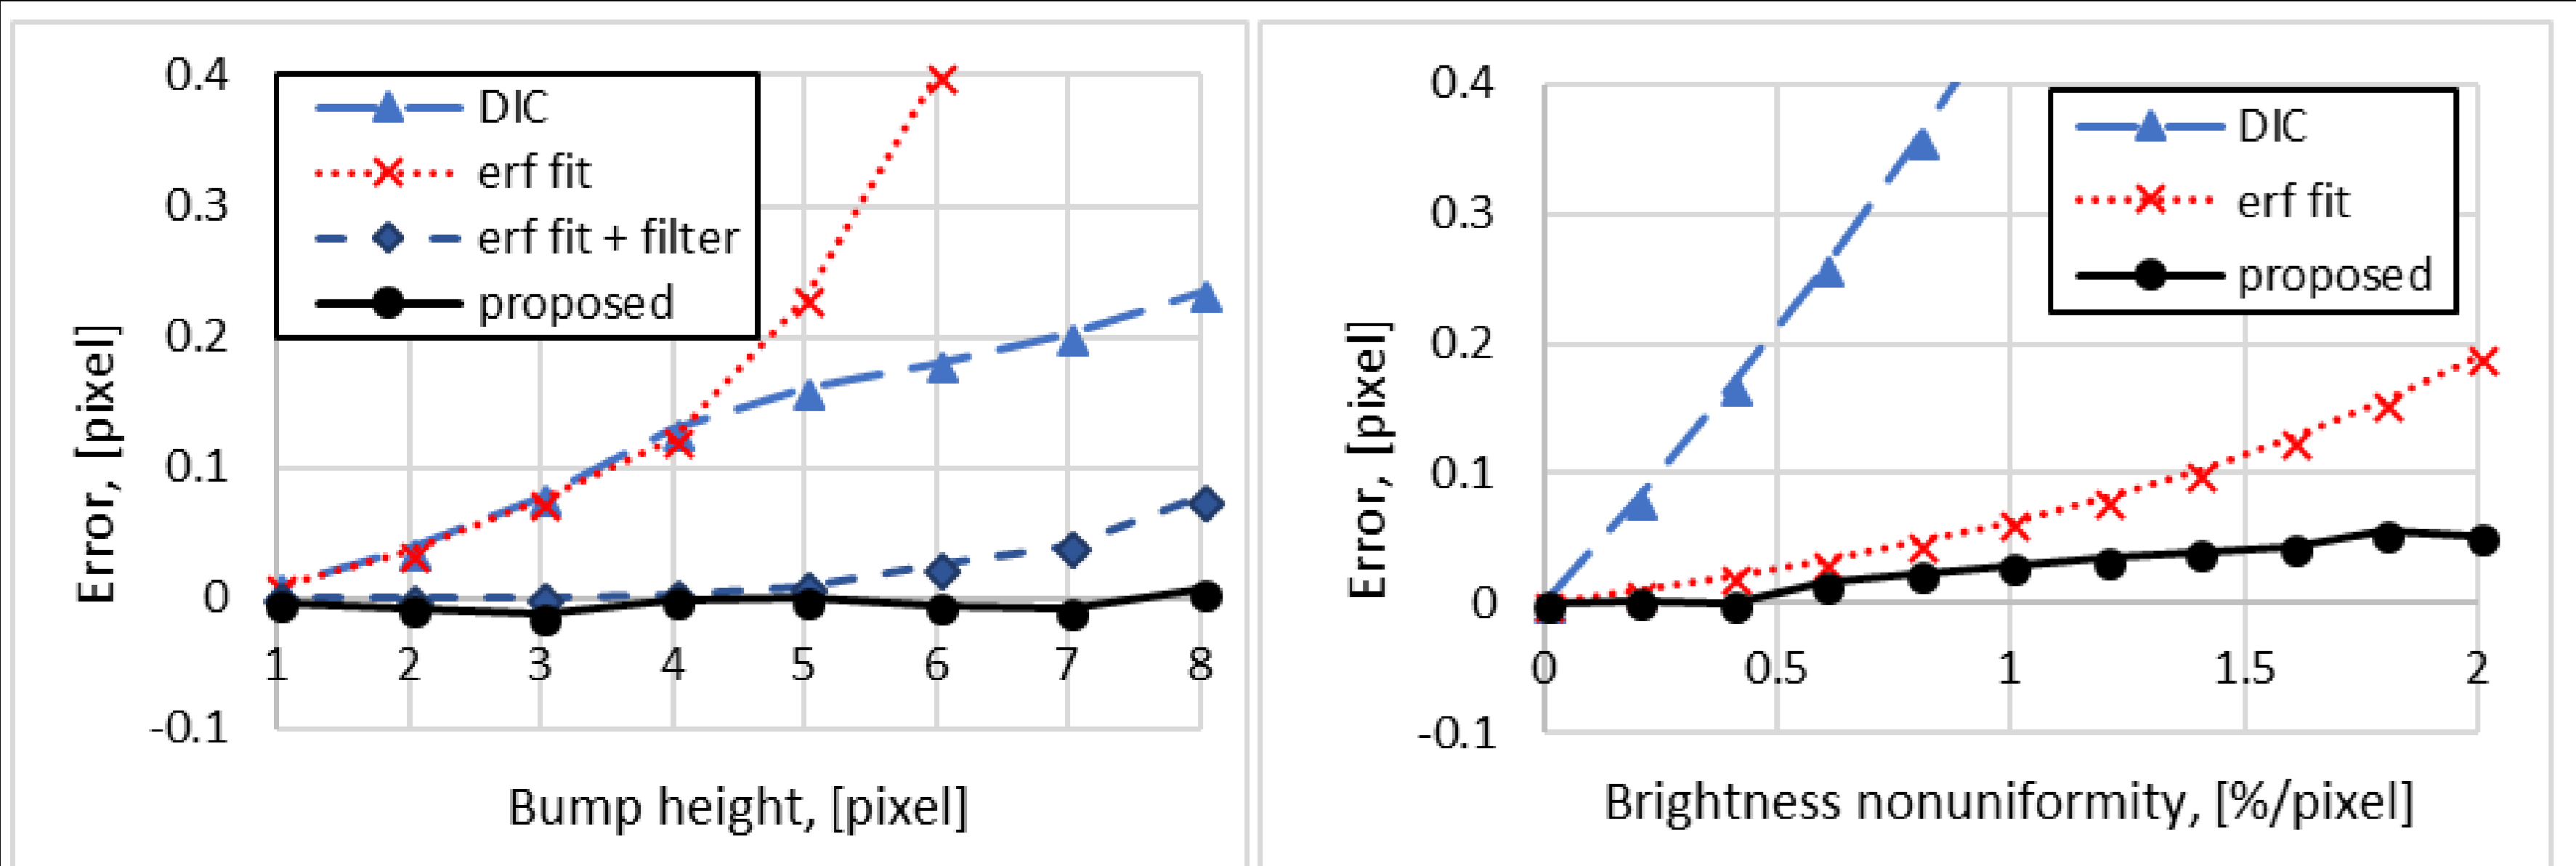 0.4
0.3
0.2
0.1
0
-0.1
Error, [pixel]
DIC
erf fit
erf fit + filter
proposed
1 2 3 4 5 6 7 8
Bump height, [pixel]
0.4
0.3
0.2
0.1
0
-0.1
Error, [pixel]
DIC
erf fit
proposed
0 0.5 1 1.5 2
Brightness nonuniformity, [%/pixel]